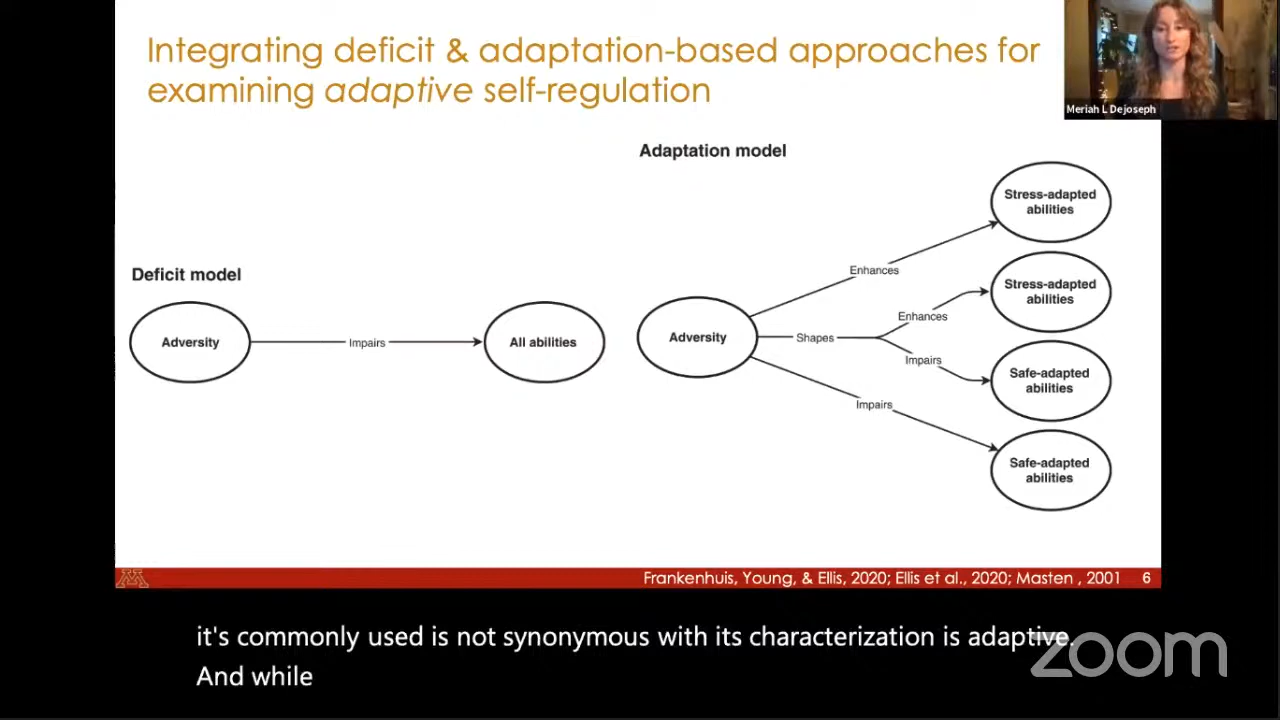 Integrating deficit & adaptation-based approaches for
examining adaptive self-regulation
Meriah L Dejoseph
Deficit model
Adversity
Impairs
All abilities
Adaptation model
Adversity
Enhances
Shapes
Enhances
Impairs
Impairs
Stress-adapted
abilities
Stress-adapted
abilities
Safe-adapted
abilities
Safe-adapted
abilities
M
Frankenhuis, Young, & Ellis, 2020; Ellis et al., 2020; Masten , 2001 6
it's commonly used is not synonymous with its characterization is adaptive.
And while
zoom